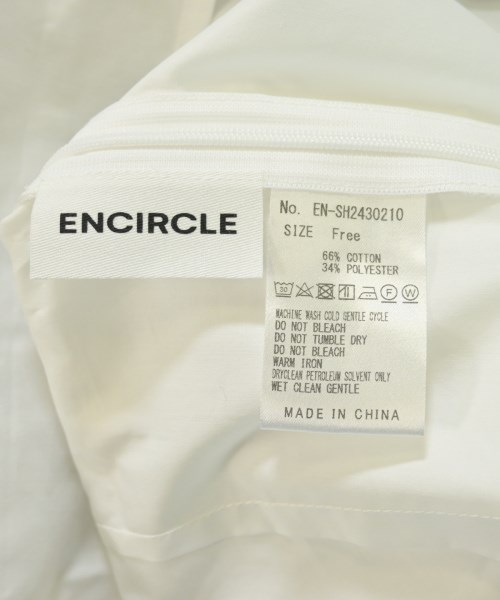 ENCIRCLE
No. EN-SH2430210
SIZE Free
66% COTTON
34% POLYESTER
MACHINE WASH COLD GENTLE CYCLE
DO NOT BLEACH
DO NOT TUMBLE DRY
DO NOT BLEACH
WARM IRON
DRYCLEAN PETROLEUM SOLVENT ONLY
WET CLEAN GENTLE
MADE IN CHINA